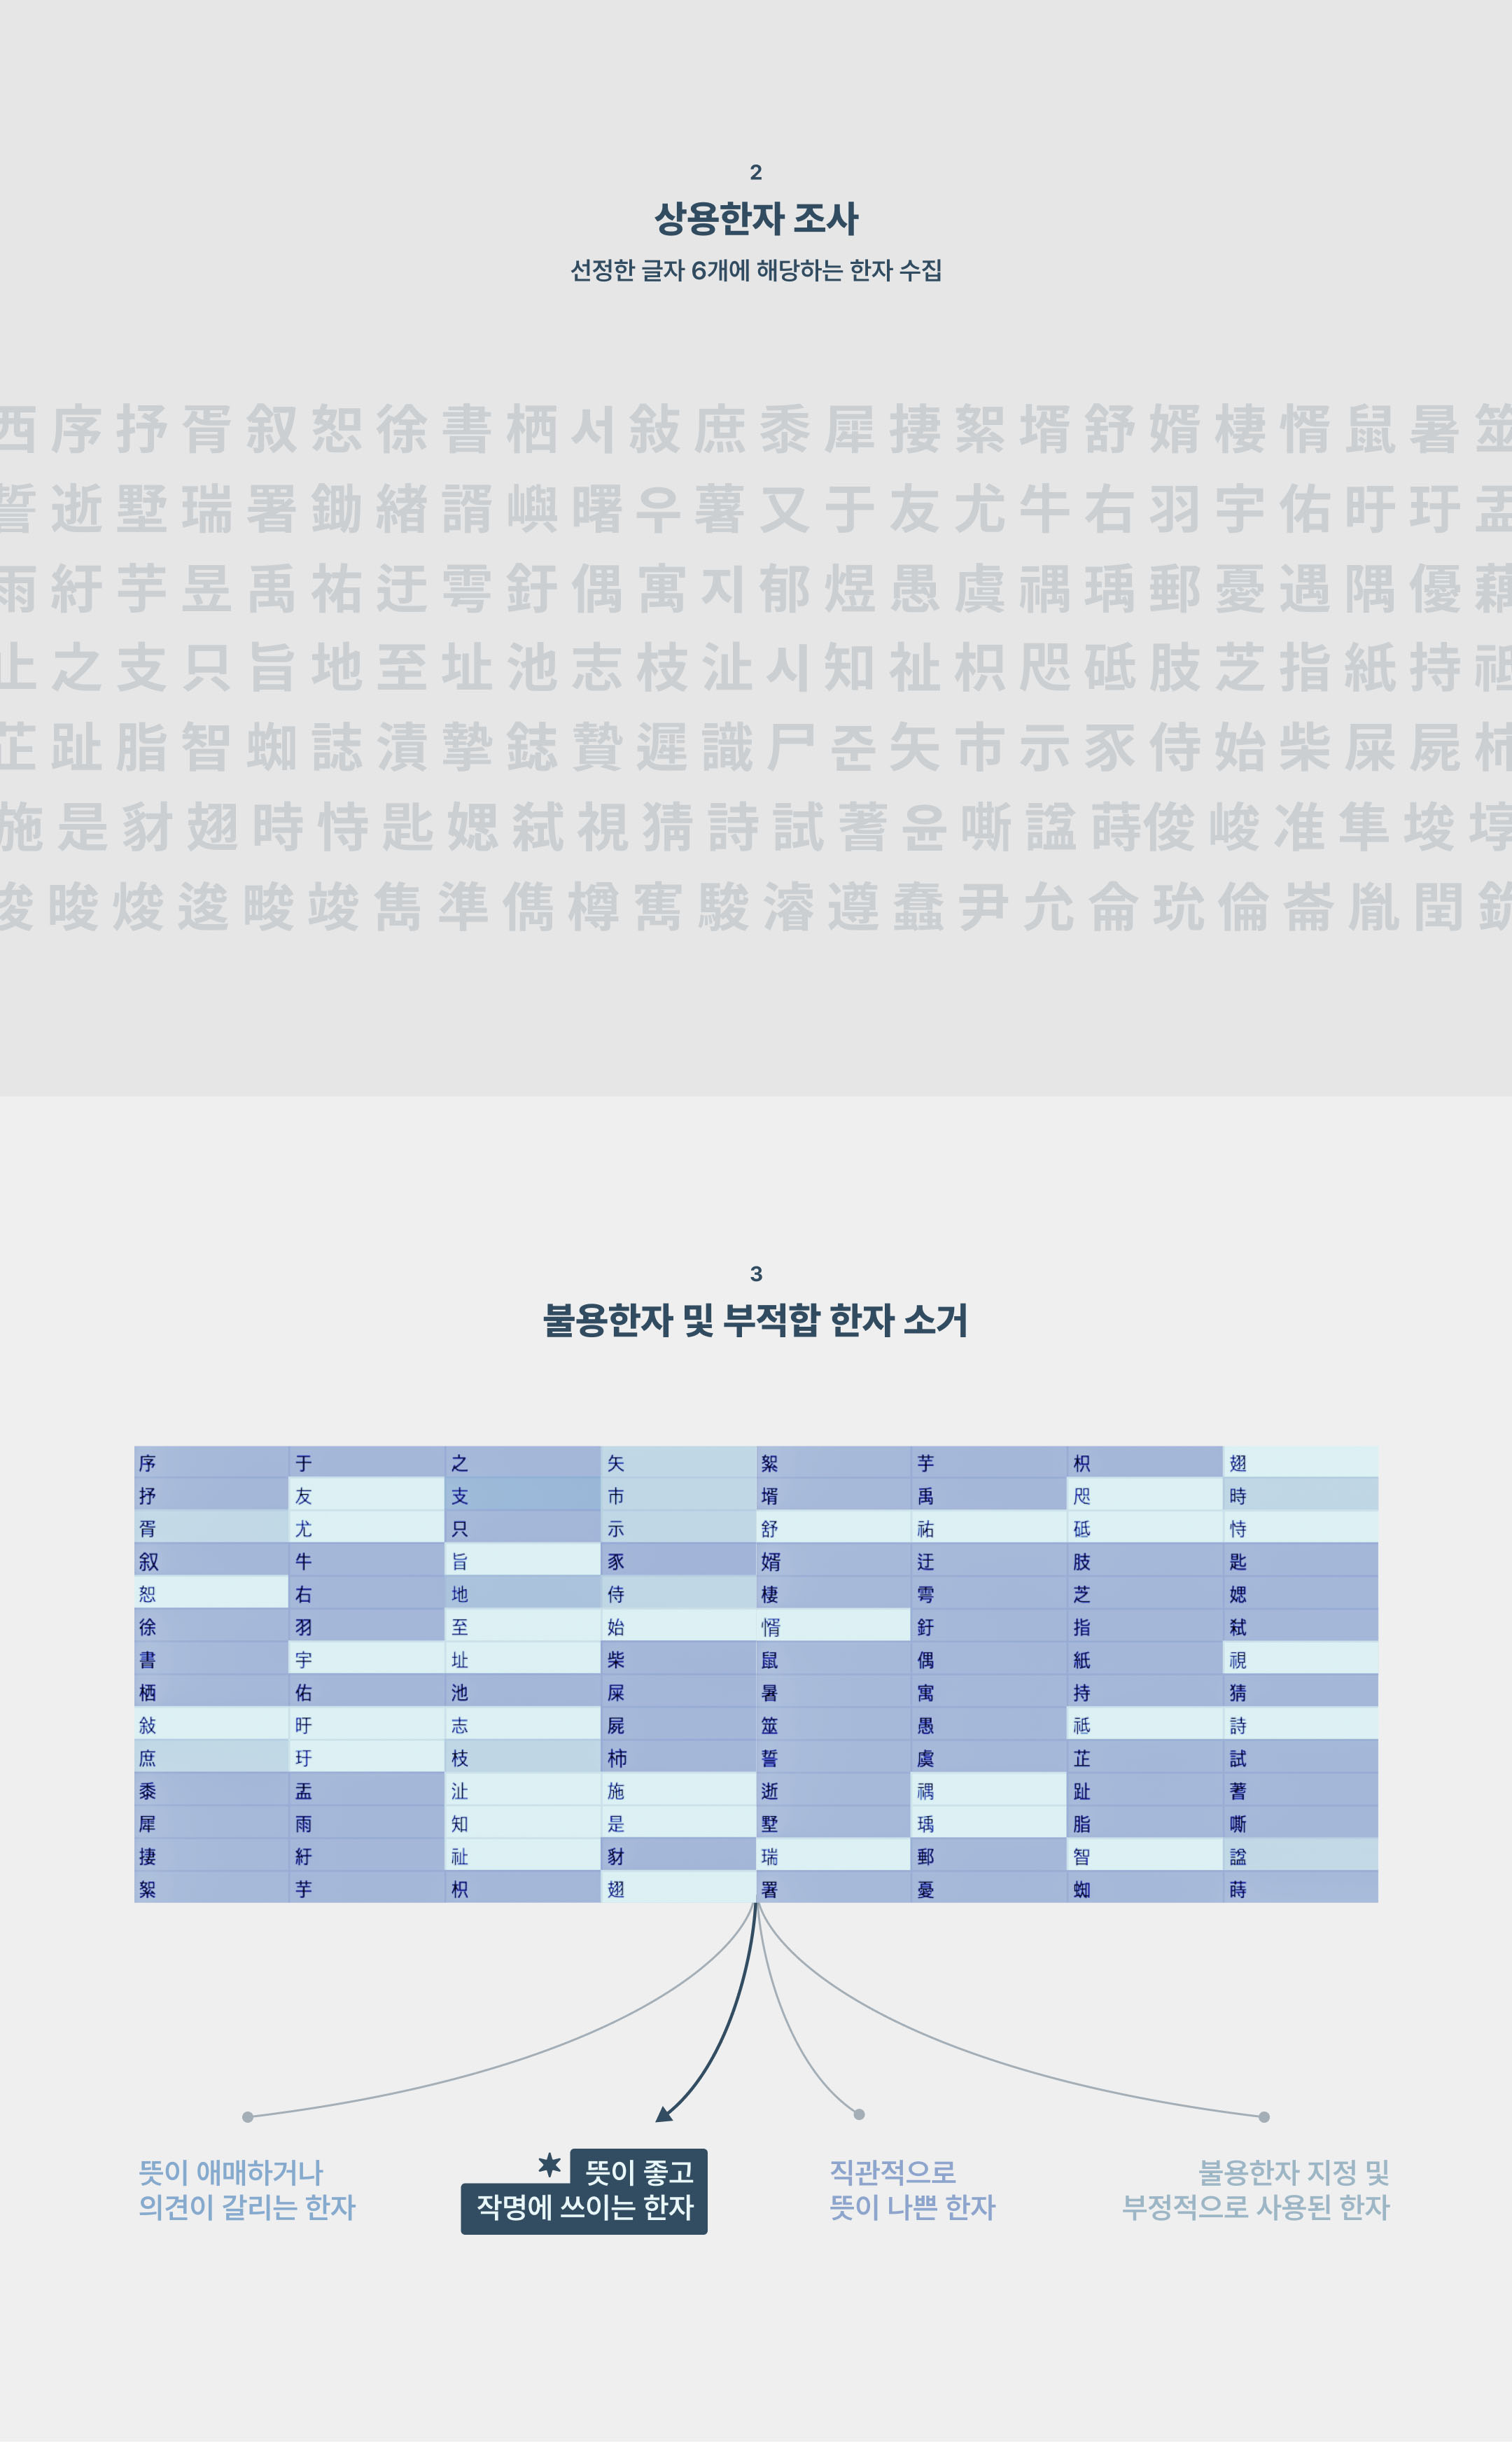 2
상용한자 조사
선정한 글자 6개에 해당하는 한자 수집
西 序 抒 胥 叙 恕 徐 書 栖 서 敍 庶 黍 犀 捿 絮 壻 舒 婿 棲 惰 鼠 暑 筮
誓 逝 墅 瑞 署 鋤 緖 諝 嶼 曙 우 薯 又 于 友 尤 牛 右 羽 宇 佑 旴 玗 盂
雨 紆 芋 昱 禹 祐 迂 雩 釪 偶 寓 지 郁 煜 愚 虞 禑 瑀 郵 憂 遇 隅 優 藕
止 之 支 只 旨 地 至 址 池 志 枝 沚 시 知 祉 枳 咫 砥 肢 芝 指 紙 持 祗
芷 趾 脂 智 蜘 誌 漬 摯 鋕 贄 遲 識 尸 준 矢 市 示 豕 侍 始 柴 屎 屍 柿
施 是 豺 翅 時 恃 匙 媤 弑 視 猜 詩 試 蓍 윤 嘶 諡 蒔 俊 峻 准 隼 埈 埻
浚 晙 焌 逡 畯 竣 雋 準 儁 樽 寯 駿 濬 遵 蠢 尹 允 侖 玧 倫 崙 胤 閏 鈗
3
불용한자 및 부적합 한자 소거
序 于 之 矢 絮 芋 枳 翅
抒 友 支 市 壻 禹 咫 時
胥 尤 只 示 舒 祐 砥 恃
叙 牛 旨 豕 婿 迂 肢 匙
恕 右 地 侍 棲 雩 芝 媤
徐 羽 至 始 惰 釪 指 弑
書 宇 址 柴 鼠 偶 紙 視
栖 佑 池 屎 暑 寓 持 猜
敍 旴 志 屍 筮 愚 祗 詩
庶 玗 枝 柿 誓 虞 芷 試
黍 盂 沚 施 逝 禑 趾 蓍
犀 雨 知 是 墅 瑀 脂 嘶
捿 紆 祉 豺 瑞 郵 智 諡
絮 芋 枳 翅 署 憂 蜘 蒔
뜻이 애매하거나
의견이 갈리는 한자
뜻이 좋고
작명에 쓰이는 한자
직관적으로
뜻이 나쁜 한자
불용한자 지정 및
부정적으로 사용된 한자